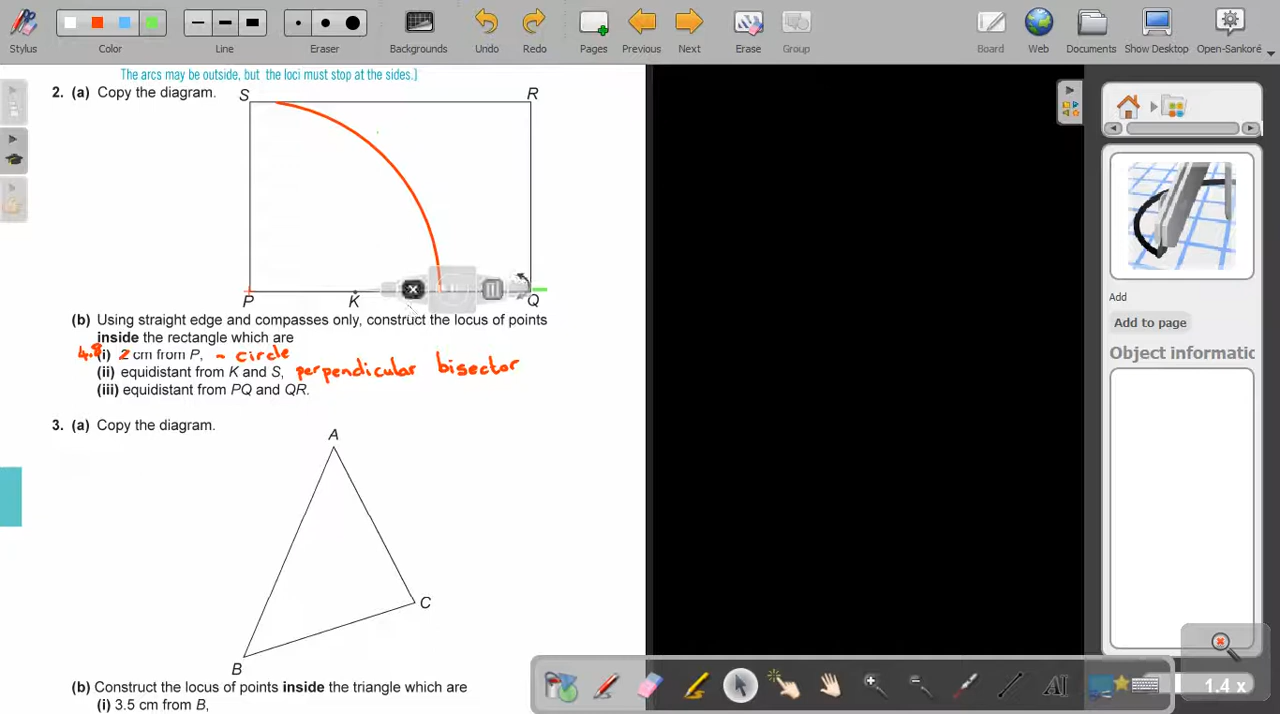 Stylus
Color
Line
Eraser
Backgrounds
Undo
Redo
Pages
Previous
Next
Erase
Group
Board
Web
Documents
Show Desktop
Open-Sankoré
The arcs may be outside, but the loci must stop at the sides.)
2. (a) Copy the diagram.
S
R
P
K
Q
(b) Using straight edge and compasses only, construct the locus of points
inside the rectangle which are
4.9 (i) 2 cm from P, - circle
(ii) equidistant from K and S, perpendicular bisector
(iii) equidistant from PQ and QR.
3. (a) Copy the diagram.
A
C
B
(b) Construct the locus of points inside the triangle which are
(i) 3.5 cm from B,
Add
Add to page
Object informatic
AI
1.4 x